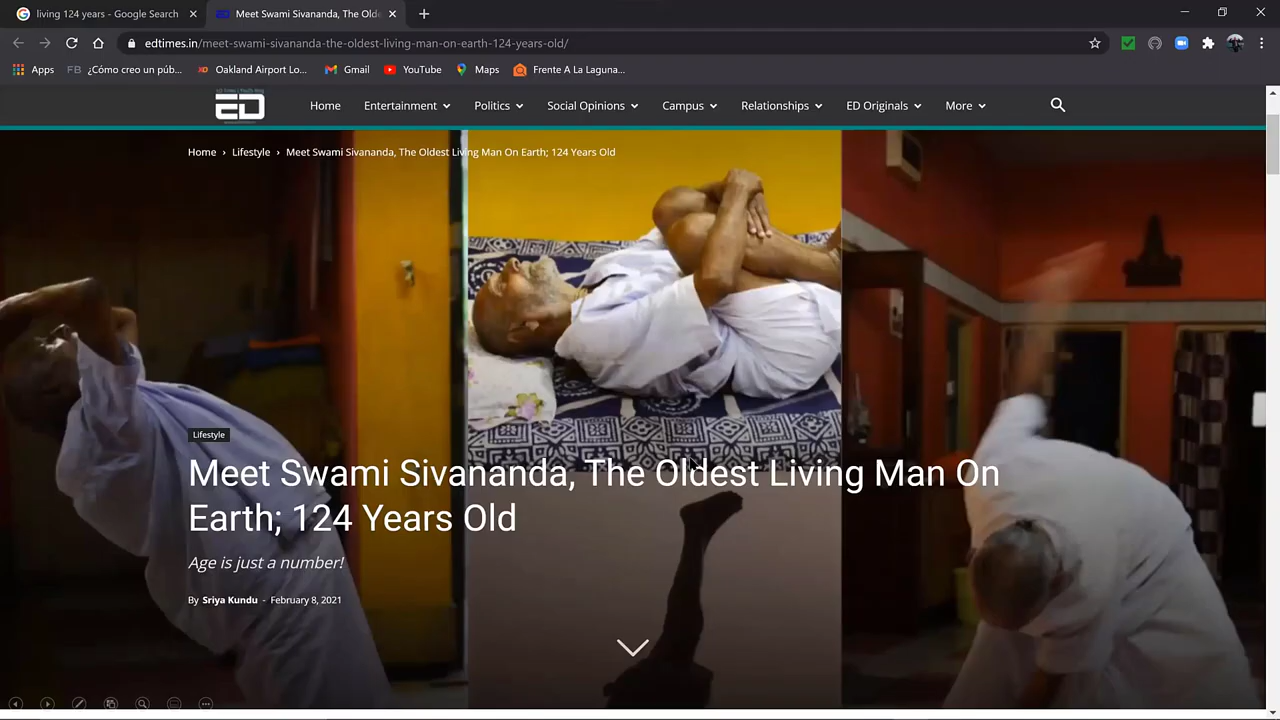 living 124 years - Google Search
Meet Swami Sivananda, The Olde
edtimes.in/meet-swami-sivananda-the-oldest-living-man-on-earth-124-years-old/
Apps
FB ¿Cómo creo un púb...
Oakland Airport Lo...
Gmail
YouTube
Maps
Frente A La Laguna...
ED
Home
Entertainment
Politics
Social Opinions
Campus
Relationships
ED Originals
More
Home › Lifestyle › Meet Swami Sivananda, The Oldest Living Man On Earth; 124 Years Old
Lifestyle
Meet Swami Sivananda, The Oldest Living Man On
Earth; 124 Years Old
Age is just a number!
By Sriya Kundu - February 8, 2021